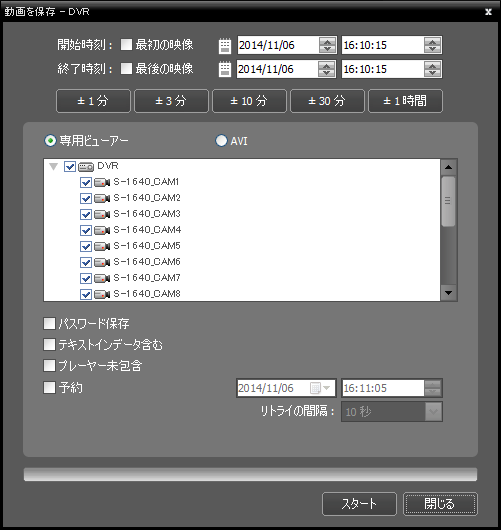 動画を保存 - DVR x
開始時刻： 最初の映像 2014/11/06 16:10:15
終了時刻： 最後の映像 2014/11/06 16:10:15
±1分 ±3分 ±10分 ±30分 ±1時間
専用ビューアー AVI
DVR
S-1640_CAM1
S-1640_CAM2
S-1640_CAM3
S-1640_CAM4
S-1640_CAM5
S-1640_CAM6
S-1640_CAM7
S-1640_CAM8
パスワード保存
テキストインデータ含む
プレーヤー未包含
予約 2014/11/06 16:11:05
リトライの間隔： 10 秒
スタート 閉じる